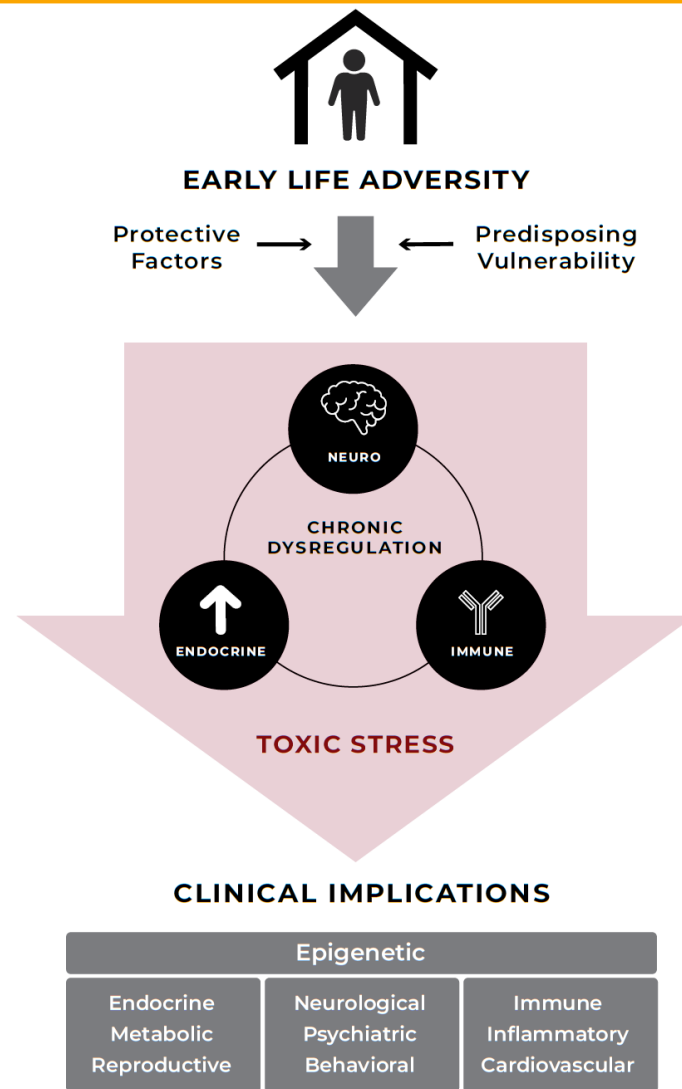 EARLY LIFE ADVERSITY
Protective
Factors
Predisposing
Vulnerability
NEURO
CHRONIC
DYSREGULATION
ENDOCRINE
IMMUNE
TOXIC STRESS
CLINICAL IMPLICATIONS
Epigenetic
Endocrine
Metabolic
Reproductive
Neurological
Psychiatric
Behavioral
Immune
Inflammatory
Cardiovascular